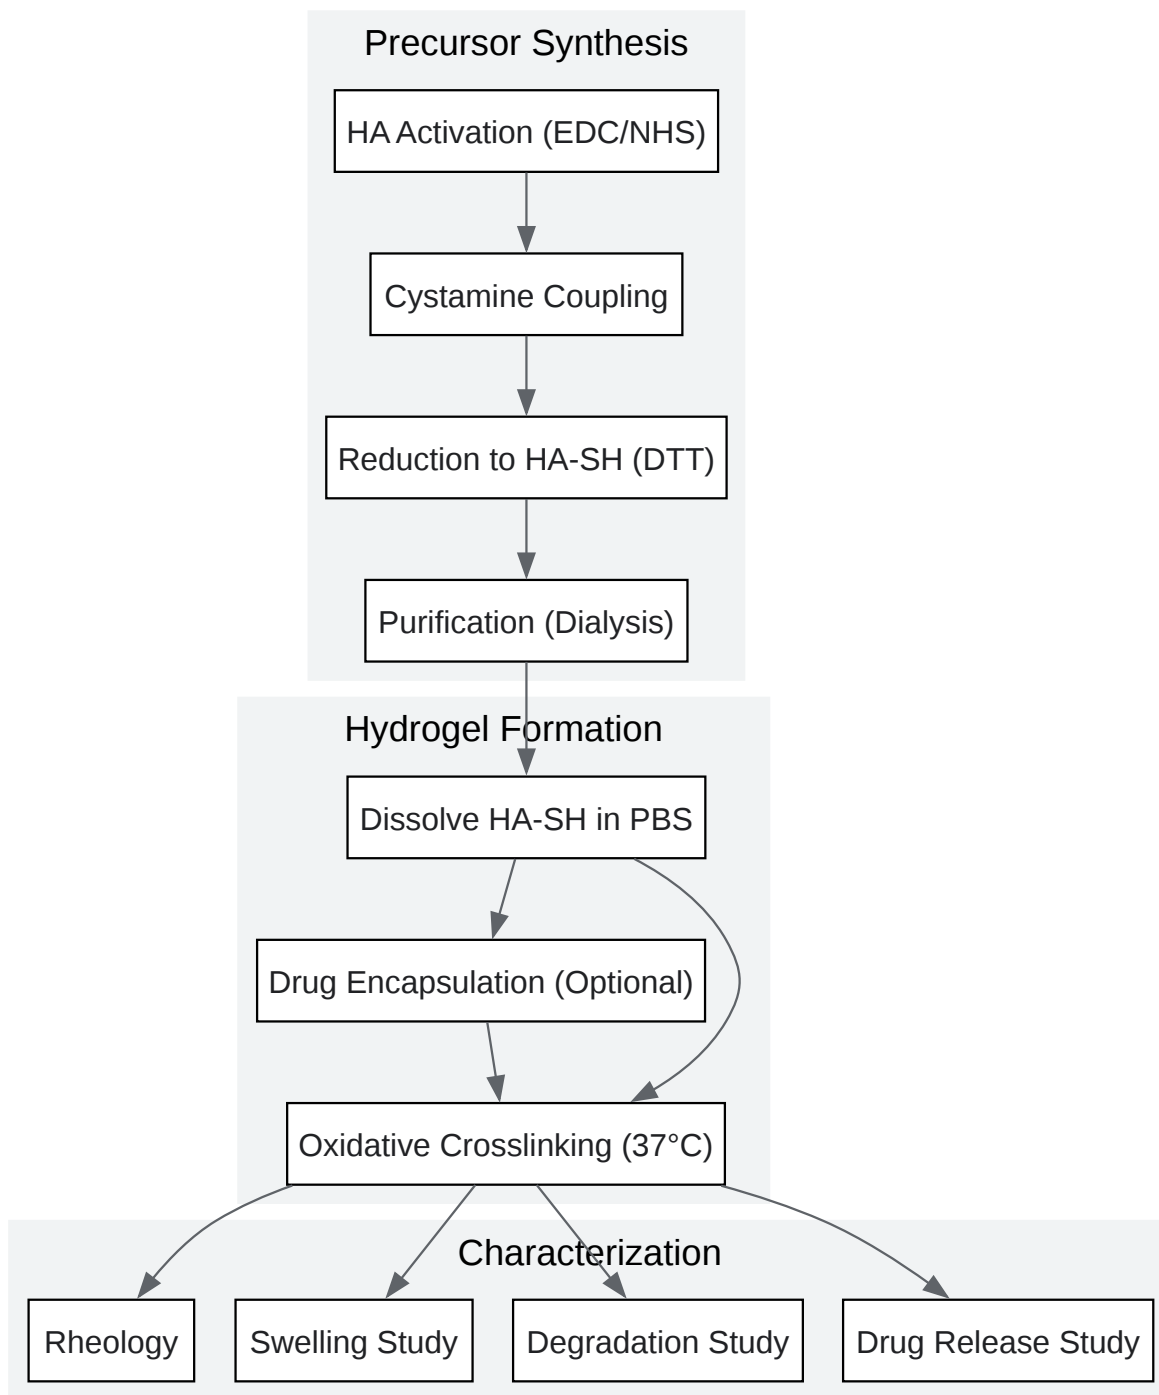 Precursor Synthesis
HA Activation (EDC/NHS)
Cystamine Coupling
Reduction to HA-SH (DTT)
Purification (Dialysis)
Hydrogel Formation
Dissolve HA-SH in PBS
Drug Encapsulation (Optional)
Oxidative Crosslinking (37°C)
Characterization
Rheology
Swelling Study
Degradation Study
Drug Release Study